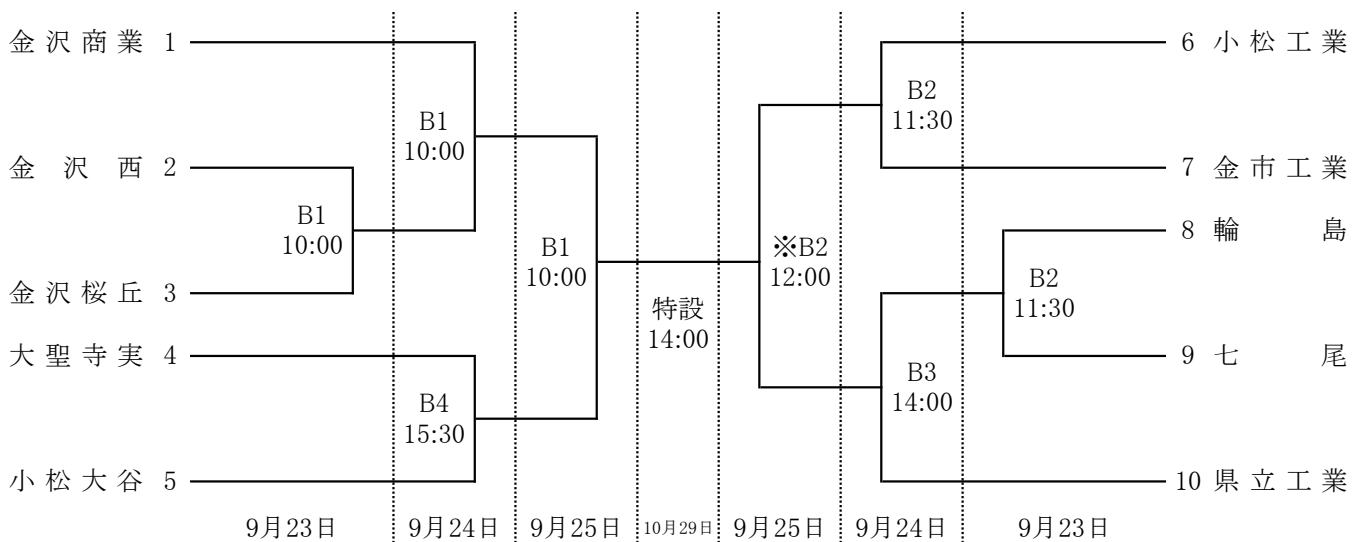 金沢商業 1
金沢西 2
金沢桜丘 3
大聖寺実 4
小松大谷 5
B1
10:00
B1
10:00
B4
15:30
B1
10:00
特設
14:00
※B2
12:00
B2
11:30
B3
14:00
B2
11:30
6 小松工業
7 金市工業
8 輪島
9 七尾
10 県立工業
9月23日 9月24日 9月25日 10月29日 9月25日 9月24日 9月23日